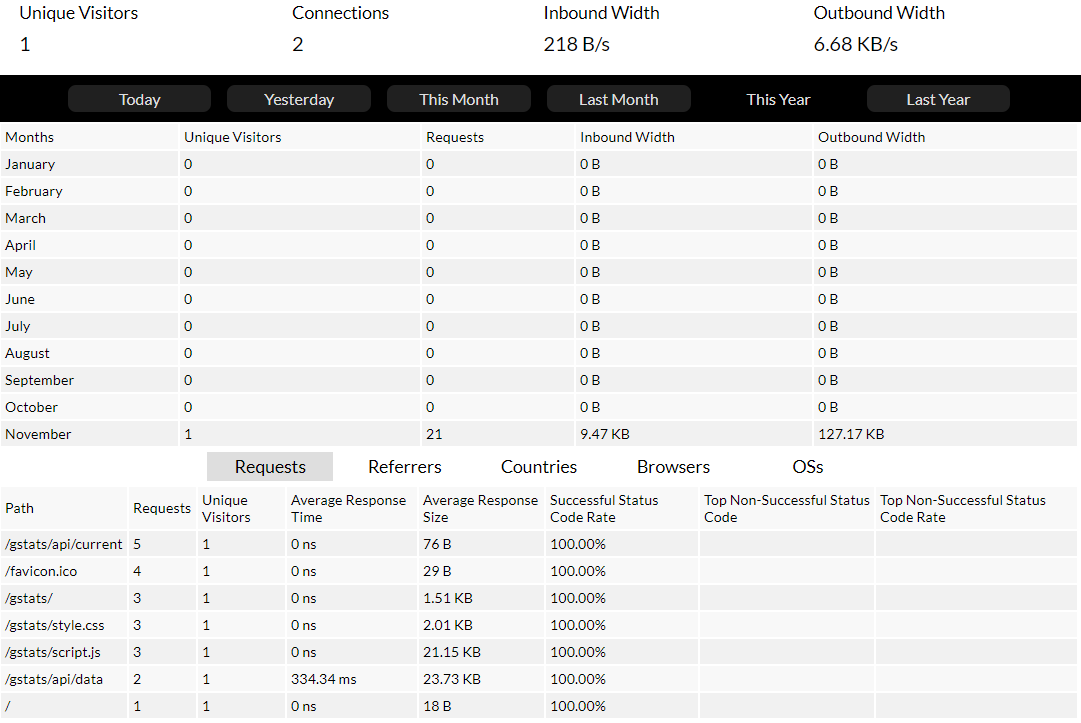 Unique Visitors Connections Inbound Width Outbound Width
1 2 218 B/s 6.68 KB/s
Today Yesterday This Month Last Month This Year Last Year
Months Unique Visitors Requests Inbound Width Outbound Width
January 0 0 0 B 0 B
February 0 0 0 B 0 B
March 0 0 0 B 0 B
April 0 0 0 B 0 B
May 0 0 0 B 0 B
June 0 0 0 B 0 B
July 0 0 0 B 0 B
August 0 0 0 B 0 B
September 0 0 0 B 0 B
October 0 0 0 B 0 B
November 1 21 9.47 KB 127.17 KB
Requests Referrers Countries Browsers OSs
Path Requests Unique Visitors Average Response Time Average Response Size Successful Status Code Rate Top Non-Successful Status Code Top Non-Successful Status Code Rate
/gstats/api/current 5 1 0 ns 76 B 100.00%
/favicon.ico 4 1 0 ns 29 B 100.00%
/gstats/ 3 1 0 ns 1.51 KB 100.00%
/gstats/style.css 3 1 0 ns 2.01 KB 100.00%
/gstats/script.js 3 1 0 ns 21.15 KB 100.00%
/gstats/api/data 2 1 334.34 ms 23.73 KB 100.00%
/ 1 1 0 ns 18 B 100.00%